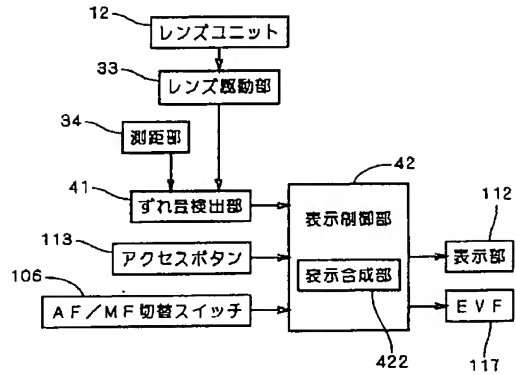 12
レンズユニット
33
レンズ駆動部
34
測距部
41
ずれ量検出部
42
表示制御部
113
アクセスボタン
112
表示部
表示合成部
106
AF/MF切替スイッチ
EVF
422
117